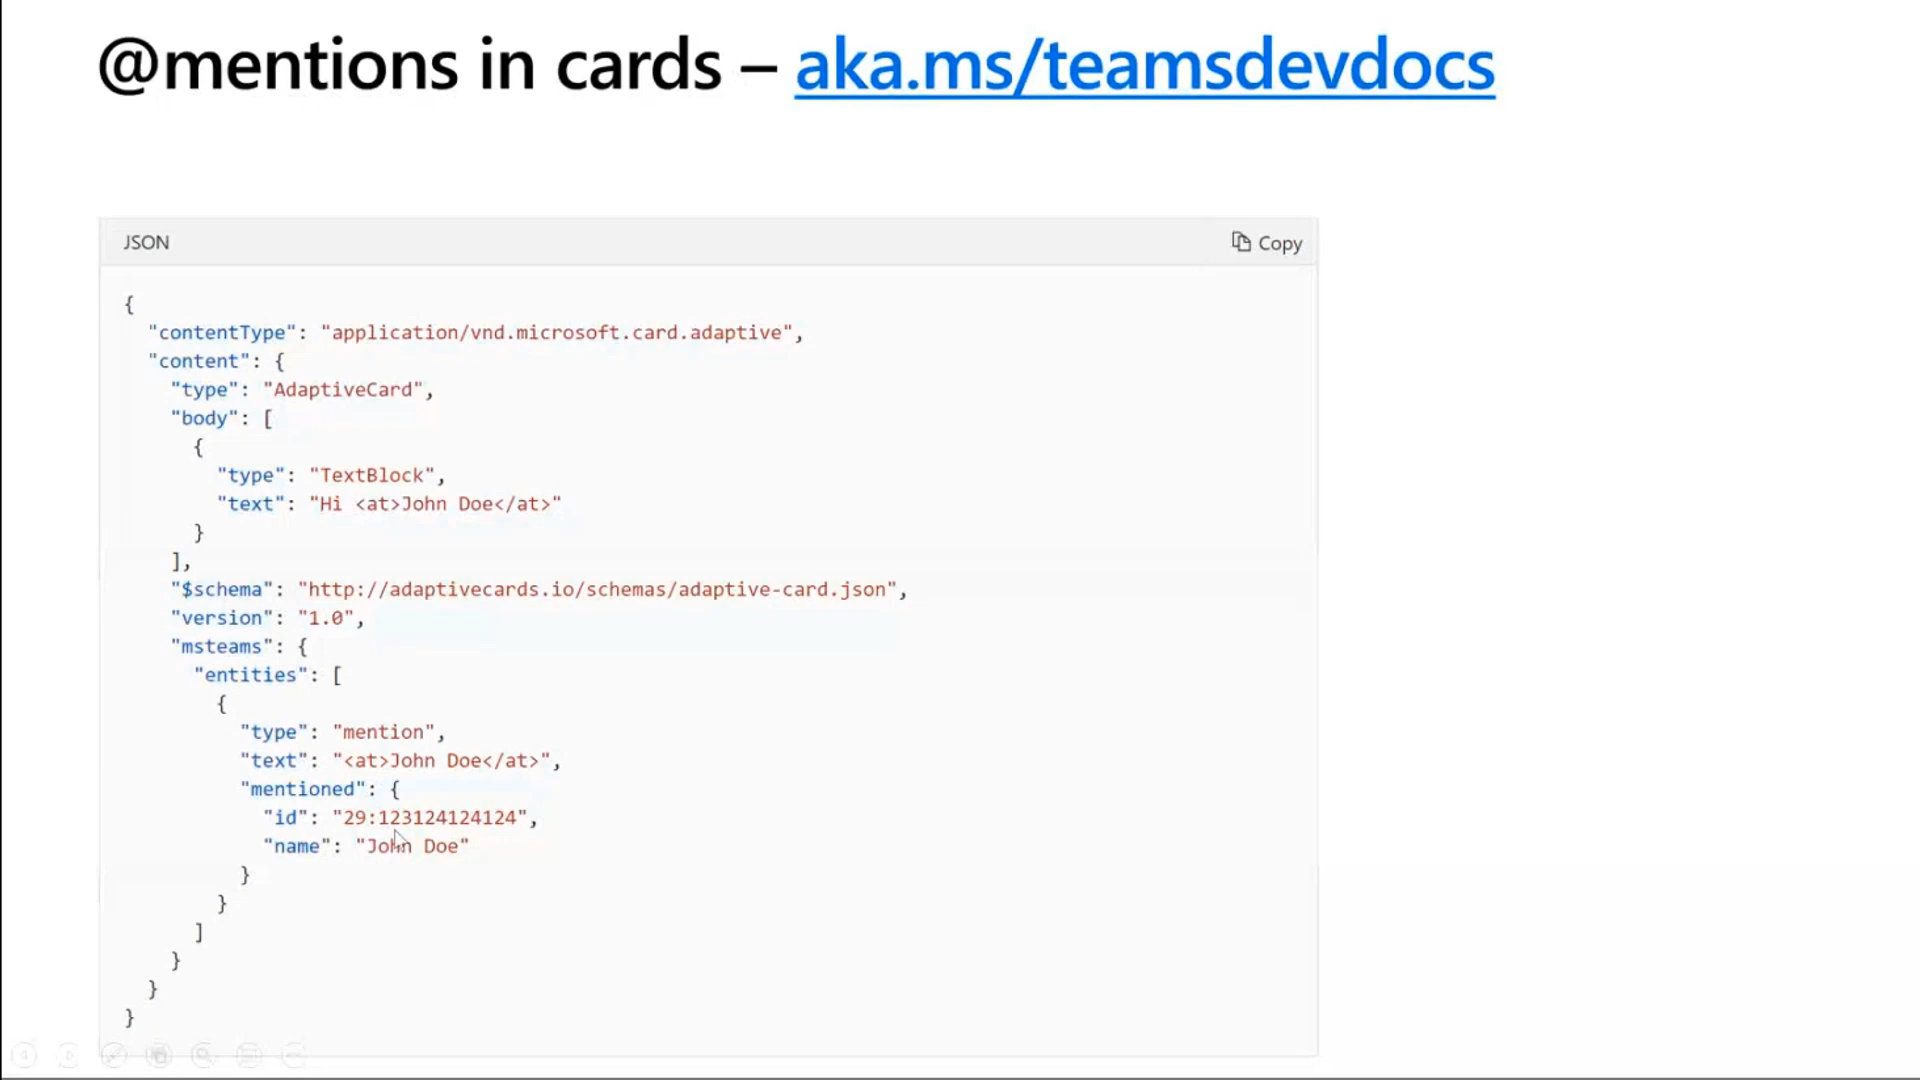 @mentions in cards – aka.ms/teamsdevdocs
JSON
Copy
{
  "contentType": "application/vnd.microsoft.card.adaptive",
  "content": {
    "type": "AdaptiveCard",
    "body": [
      {
        "type": "TextBlock",
        "text": "Hi <at>John Doe</at>"
      }
    ],
    "$schema": "http://adaptivecards.io/schemas/adaptive-card.json",
    "version": "1.0",
    "msteams": {
      "entities": [
        {
          "type": "mention",
          "text": "<at>John Doe</at>",
          "mentioned": {
            "id": "29:123124124124",
            "name": "John Doe"
          }
        }
      ]
    }
  }
}